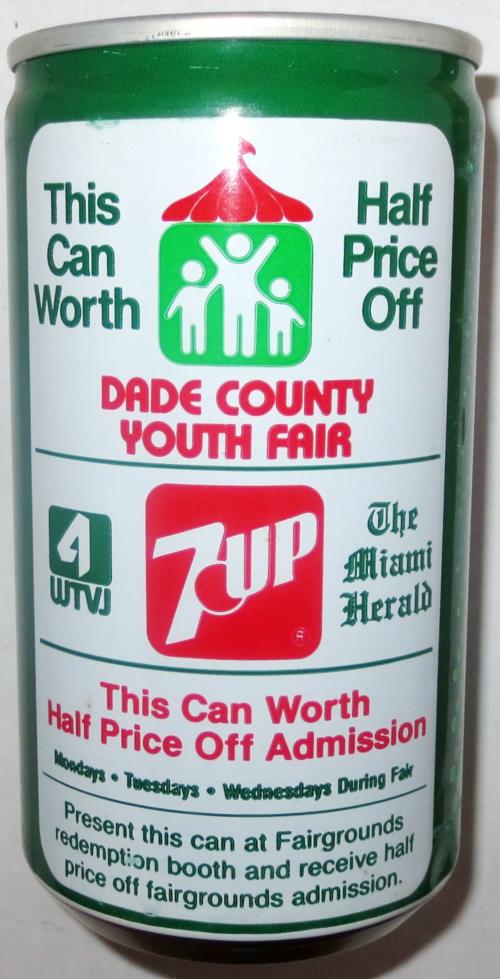 This
Can
Worth
Half
Price
Off
DADE COUNTY
YOUTH FAIR
4
WTVJ
7UP
®
The
Miami
Herald
This Can Worth
Half Price Off Admission
Mondays • Tuesdays • Wednesdays During Fair
Present this can at Fairgrounds
redemption booth and receive half
price off fairgrounds admission.